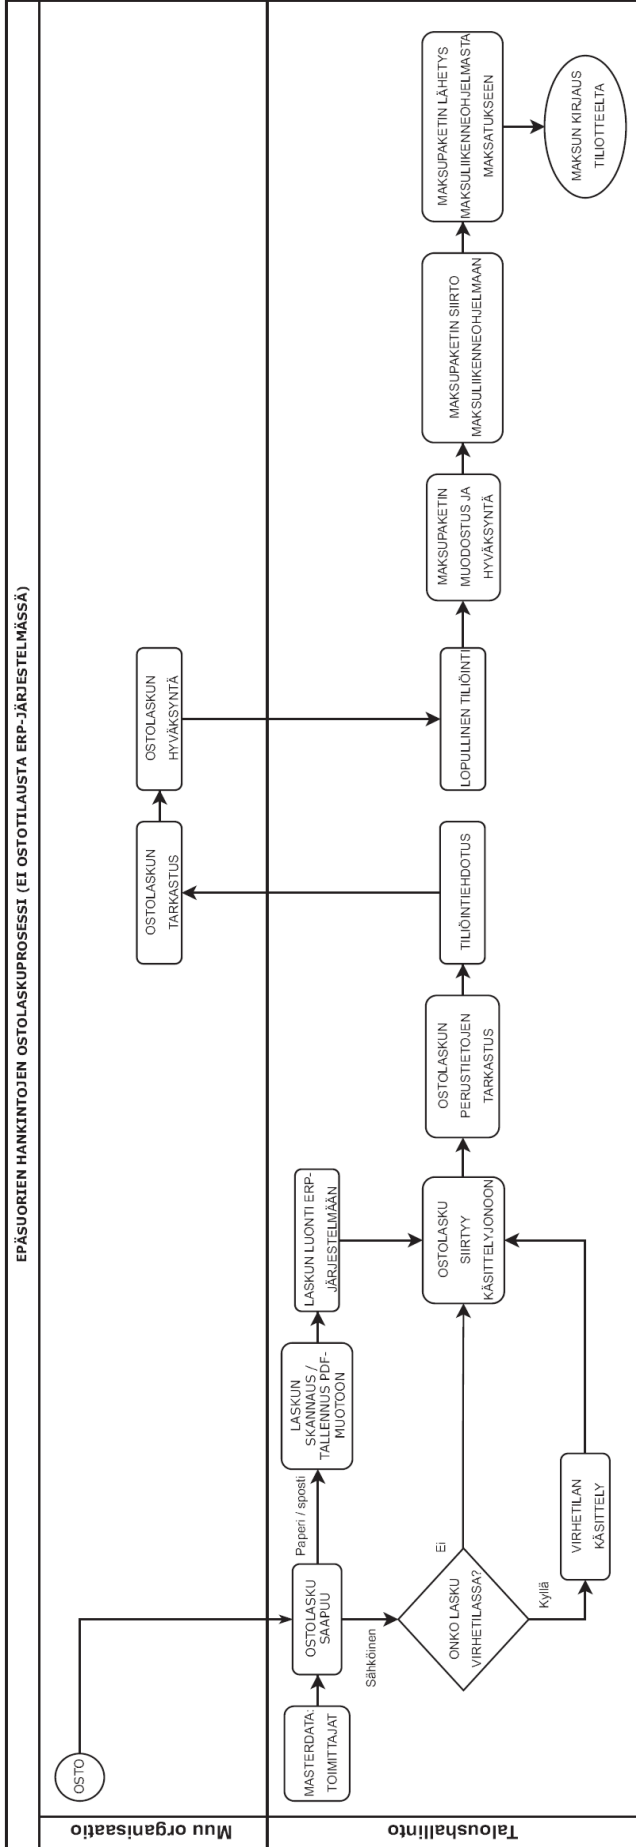 EPÄSUORIEN HANKINTOJEN OSTOLASKUPROSESSI (EI OSTOTILAUSTA ERP-JÄRJESTELMÄSSÄ)
Muu organisaatio
OSTO
OSTOLASKUN
TARKASTUS
OSTOLASKUN
HYVÄKSYNTÄ
Taloushallinto
MASTERDATA:
TOIMITTAJAT
OSTOLASKU
SAAPUU
Paperi / sposti
LASKUN
SKANNAUS /
TALLENNUS PDF-
MUOTOON
LASKUN LUONTI ERP-
JÄRJESTELMÄÄN
Sähköinen
ONKO LASKU
VIRHETILASSA?
Ei
Kyllä
VIRHETILAN
KÄSITTELY
OSTOLASKU
SIIRTYY
KÄSITTELYJONOON
OSTOLASKUN
PERUSTIETOJEN
TARKASTUS
TILIÖINTIEHDOTUS
LOPULLINEN TILIÖINTI
MAKSUPAKETIN
MUODOSTUS JA
HYVÄKSYNTÄ
MAKSUPAKETIN SIIRTO
MAKSULIIKENNEOHJELMAAN
MAKSUPAKETIN LÄHETYS
MAKSULIIKENNEOHJELMASTA
MAKSATUKSEEN
MAKSUN KIRJAUS
TILIOTTEELTA